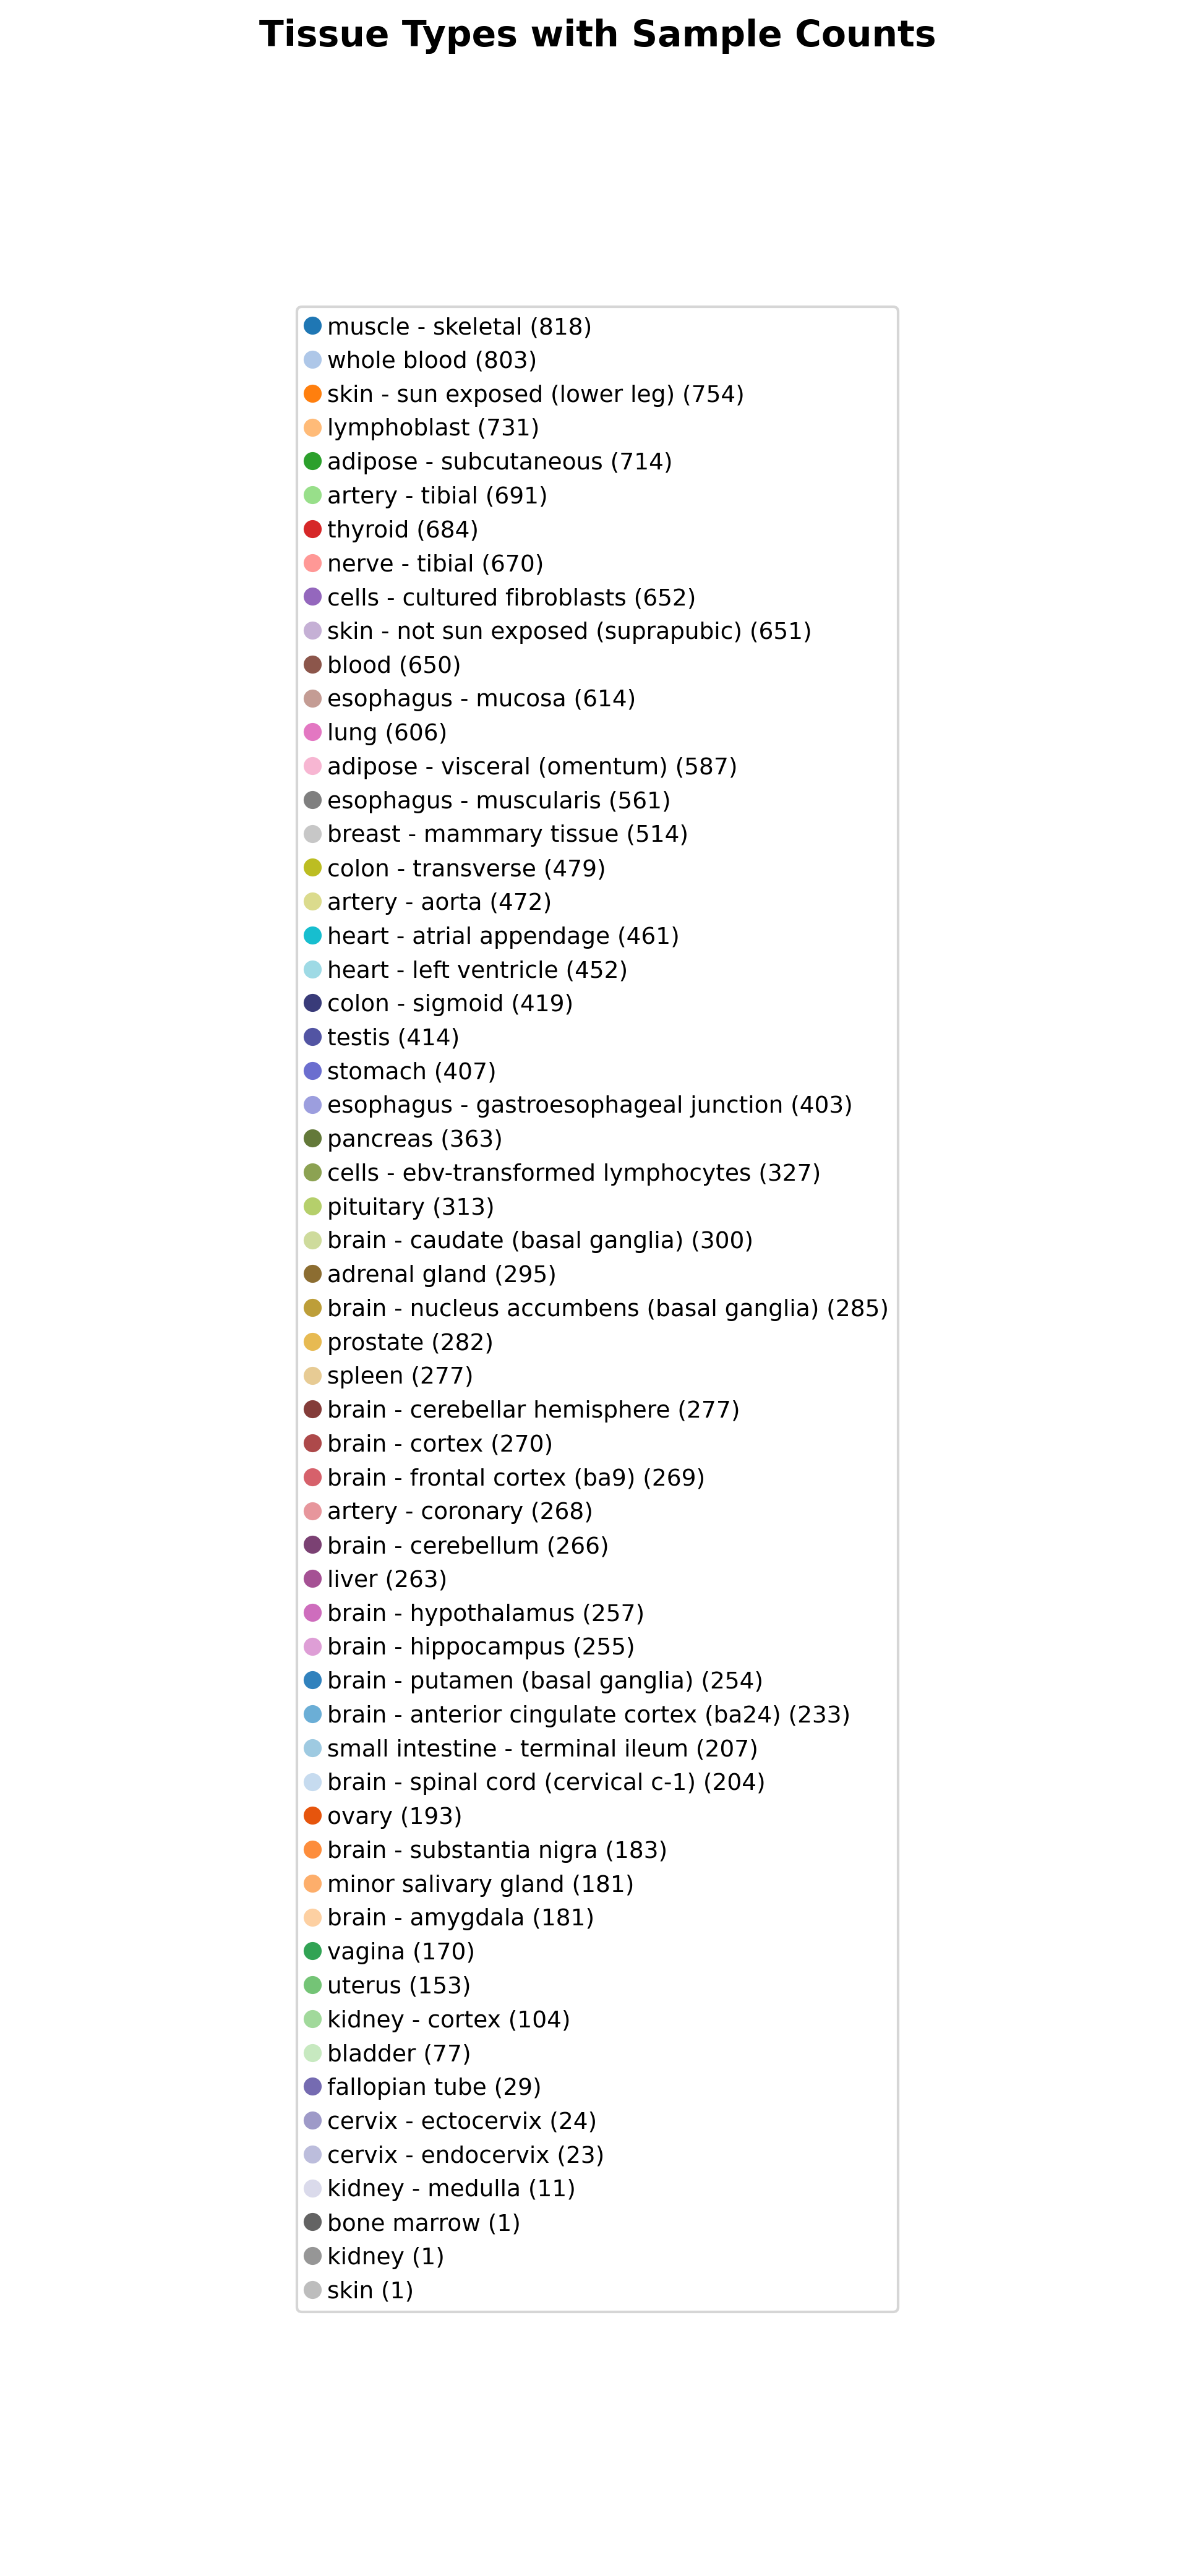 Tissue Types with Sample Counts
muscle - skeletal (818)
whole blood (803)
skin - sun exposed (lower leg) (754)
lymphoblast (731)
adipose - subcutaneous (714)
artery - tibial (691)
thyroid (684)
nerve - tibial (670)
cells - cultured fibroblasts (652)
skin - not sun exposed (suprapubic) (651)
blood (650)
esophagus - mucosa (614)
lung (606)
adipose - visceral (omentum) (587)
esophagus - muscularis (561)
breast - mammary tissue (514)
colon - transverse (479)
artery - aorta (472)
heart - atrial appendage (461)
heart - left ventricle (452)
colon - sigmoid (419)
testis (414)
stomach (407)
esophagus - gastroesophageal junction (403)
pancreas (363)
cells - ebv-transformed lymphocytes (327)
pituitary (313)
brain - caudate (basal ganglia) (300)
adrenal gland (295)
brain - nucleus accumbens (basal ganglia) (285)
prostate (282)
spleen (277)
brain - cerebellar hemisphere (277)
brain - cortex (270)
brain - frontal cortex (ba9) (269)
artery - coronary (268)
brain - cerebellum (266)
liver (263)
brain - hypothalamus (257)
brain - hippocampus (255)
brain - putamen (basal ganglia) (254)
brain - anterior cingulate cortex (ba24) (233)
small intestine - terminal ileum (207)
brain - spinal cord (cervical c-1) (204)
ovary (193)
brain - substantia nigra (183)
minor salivary gland (181)
brain - amygdala (181)
vagina (170)
uterus (153)
kidney - cortex (104)
bladder (77)
fallopian tube (29)
cervix - ectocervix (24)
cervix - endocervix (23)
kidney - medulla (11)
bone marrow (1)
kidney (1)
skin (1)